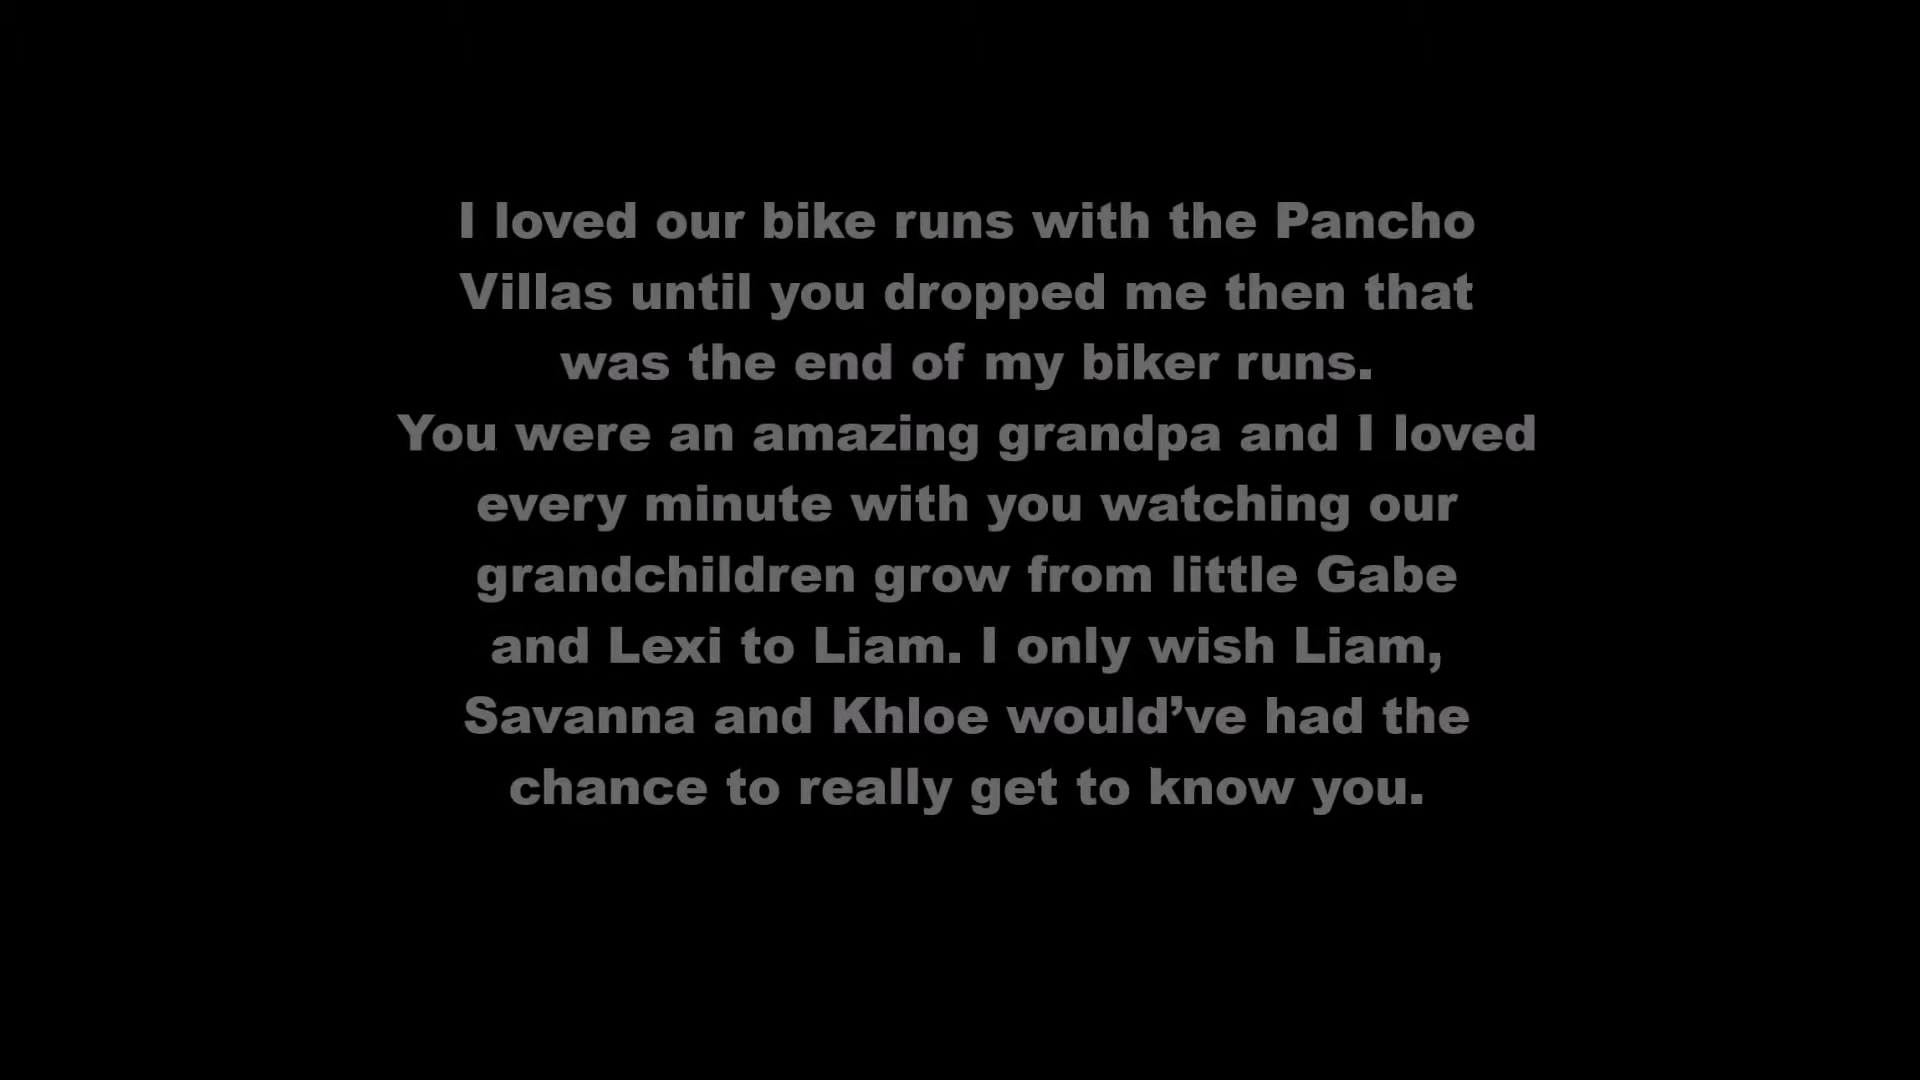 I loved our bike runs with the Pancho
Villas until you dropped me then that
was the end of my biker runs.
You were an amazing grandpa and I loved
every minute with you watching our
grandchildren grow from little Gabe
and Lexi to Liam. I only wish Liam,
Savanna and Khloe would’ve had the
chance to really get to know you.